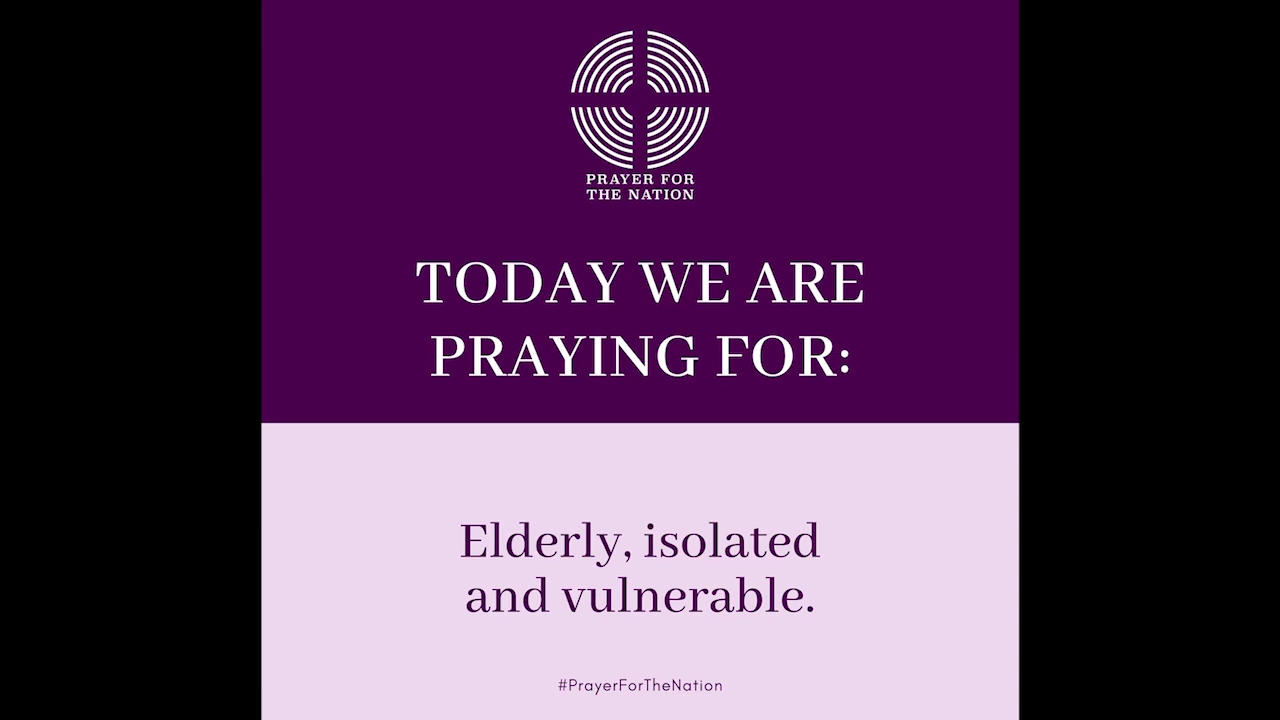 PRAYER FOR
THE NATION
TODAY WE ARE
PRAYING FOR:
Elderly, isolated
and vulnerable.
#PrayerForTheNation